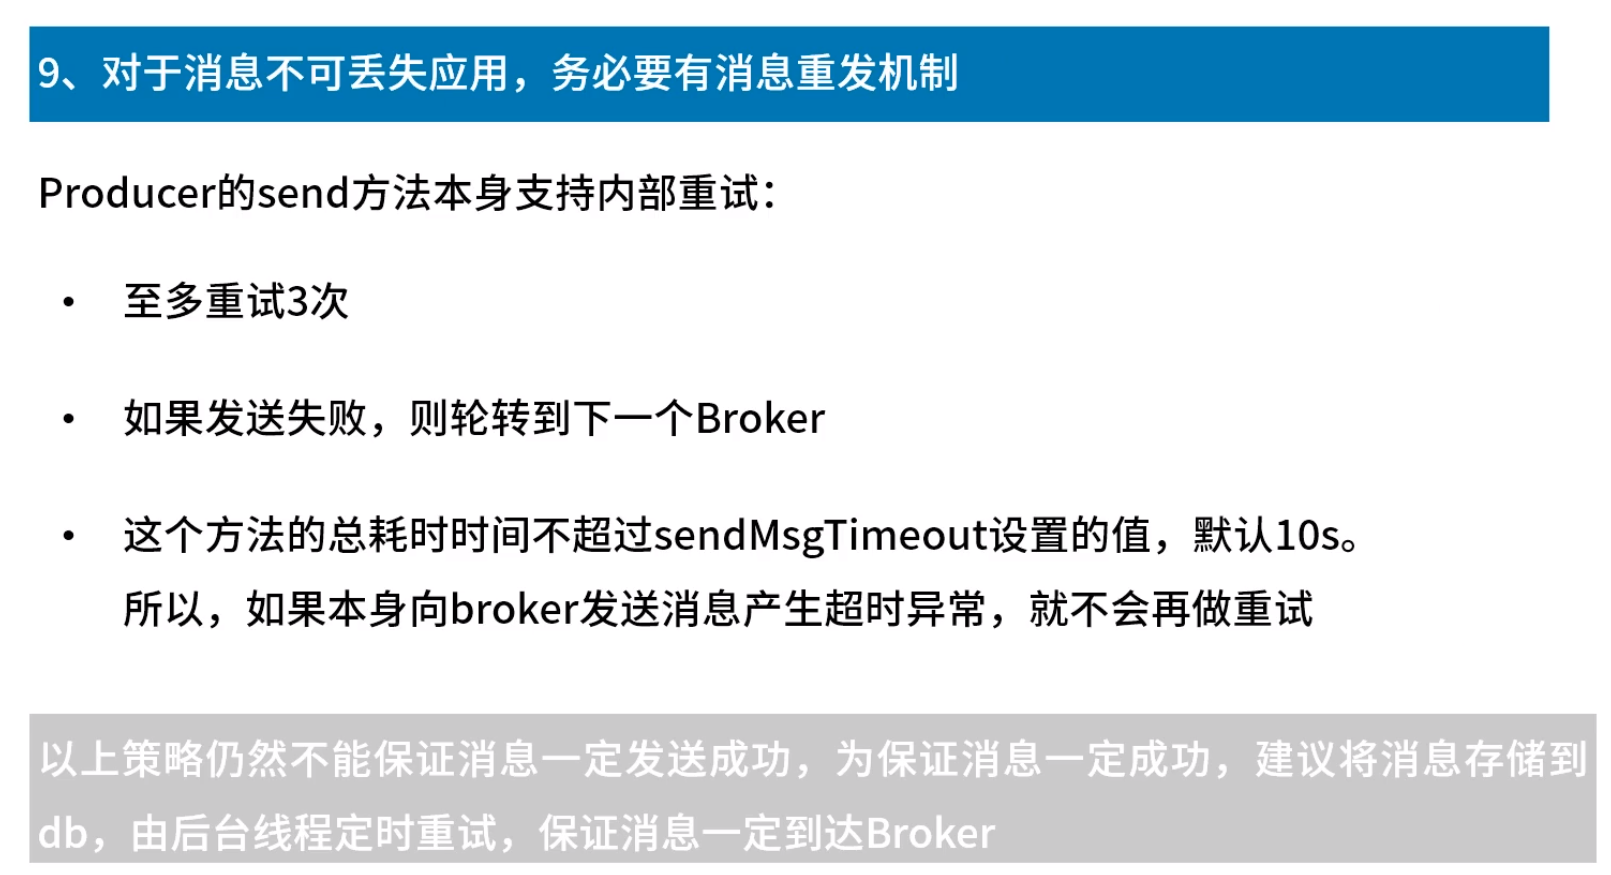 9、对于消息不可丢失应用，务必要有消息重发机制
Producer的send方法本身支持内部重试：
• 至多重试3次
• 如果发送失败，则轮转到下一个Broker
• 这个方法的总耗时时间不超过sendMsgTimeout设置的值，默认10s。
所以，如果本身向broker发送消息产生超时异常，就不会再做重试
以上策略仍然不能保证消息一定发送成功，为保证消息一定成功，建议将消息存储到
db，由后台线程定时重试，保证消息一定到达Broker